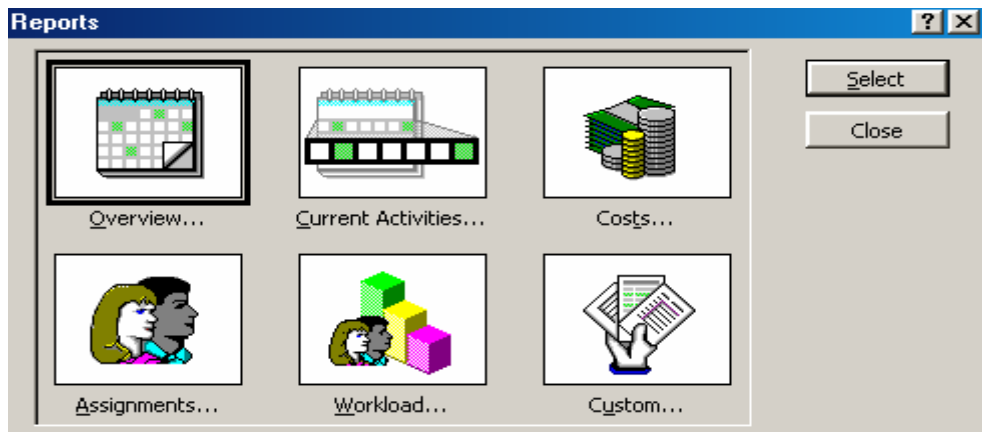 Reports
Select
Close
Overview...
Current Activities...
Costs...
Assignments...
Workload...
Custom...